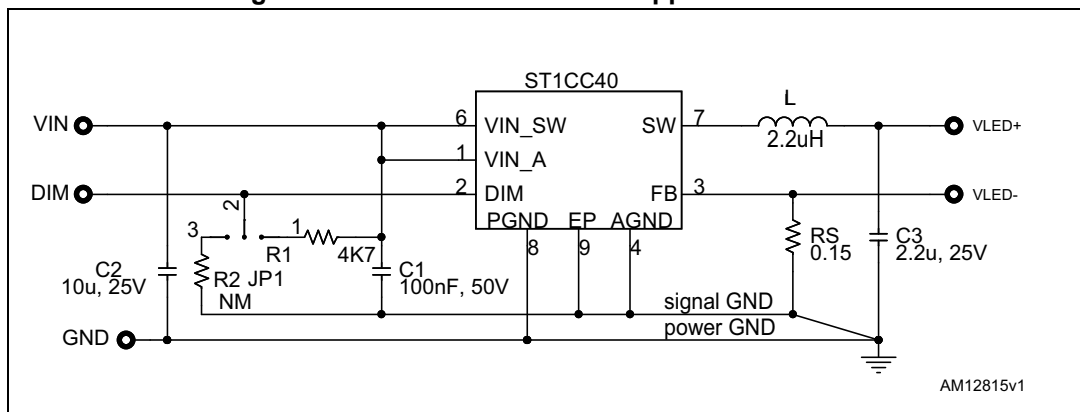 ST1CC40
L
VIN
6
VIN_SW
SW
7
2.2uH
VLED+
1
VIN_A
DIM
2
DIM
FB
3
VLED-
2
PGND
EP
AGND
3
1
R1
4K7
8
9
4
RS
0.15
C3
2.2u, 25V
C2
10u, 25V
R2
JP1
NM
C1
100nF, 50V
signal GND
power GND
GND
AM12815v1